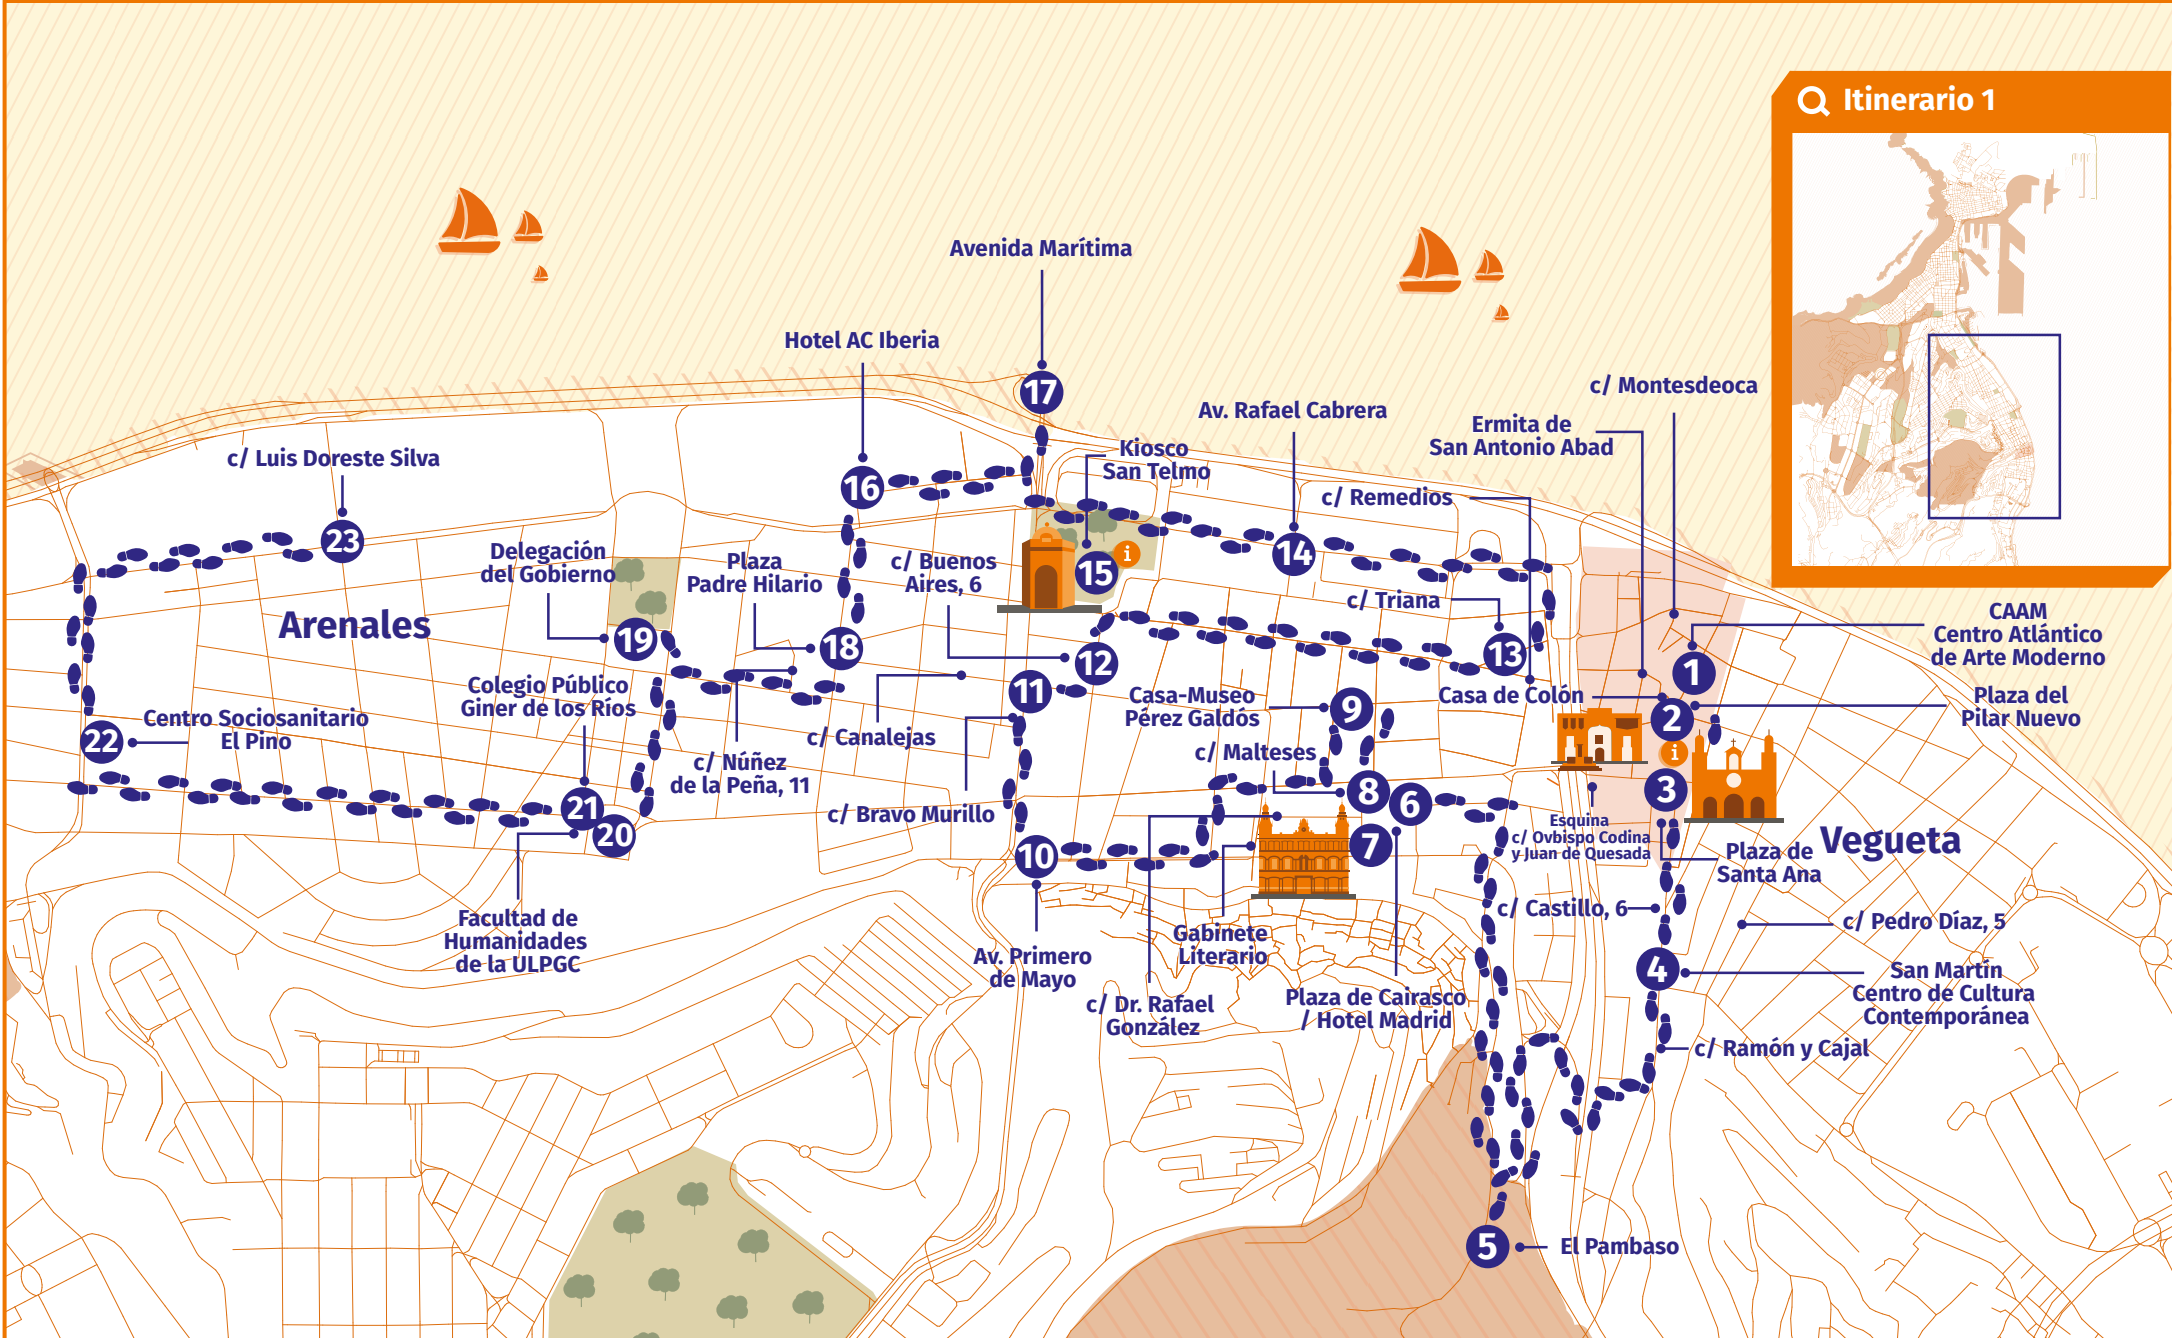 Itinerario 1
Avenida Marítima
Hotel AC Iberia
17
c/ Montesdeoca
Av. Rafael Cabrera
Ermita de
San Antonio Abad
Kiosco
San Telmo
c/ Luis Doreste Silva
16
c/ Remedios
23
Delegación
del Gobierno
Plaza
Padre Hilario
c/ Buenos
Aires, 6
i
14
15
c/ Triana
Arenales
CAAM
Centro Atlántico
de Arte Moderno
19
18
12
13
1
Colegio Público
Giner de los Ríos
11
Casa-Museo
Pérez Galdós
9
Casa de Colón
2
Plaza del
Pilar Nuevo
Centro Sociosanitario
El Pino
22
c/ Canalejas
c/ Núñez
de la Peña, 11
c/ Malteses
i
8
6
3
21
20
c/ Bravo Murillo
Esquina
c/ Ovbispo Codina
y Juan de Quesada
Vegueta
10
7
Plaza de
Santa Ana
Facultad de
Humanidades
de la ULPGC
c/ Castillo, 6
c/ Pedro Díaz, 5
Gabinete
Literario
Av. Primero
de Mayo
4
San Martín
Centro de Cultura
Contemporánea
c/ Dr. Rafael
González
Plaza de Cairasco
/ Hotel Madrid
c/ Ramón y Cajal
5
El Pambaso